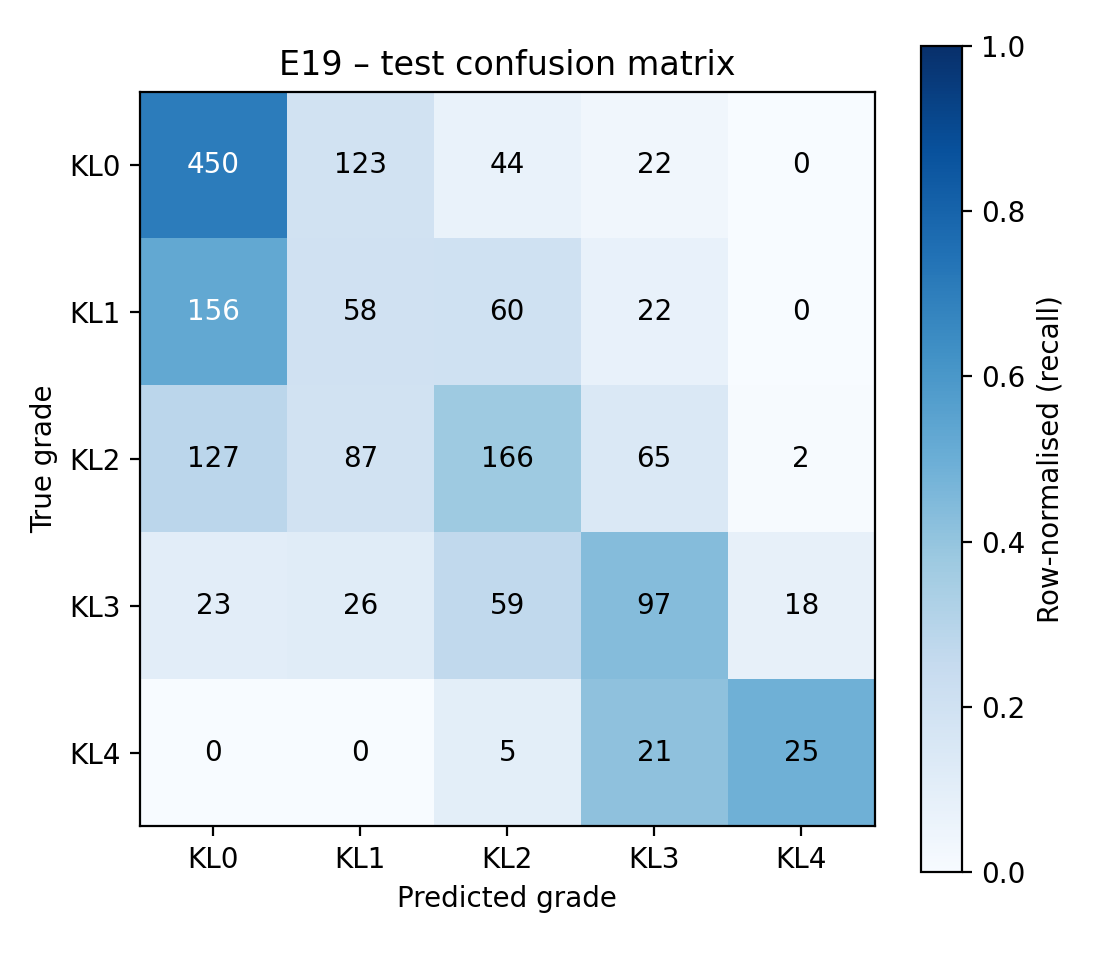 E19 – test confusion matrix
KL0 450 123 44 22 0
KL1 156 58 60 22 0
KL2 127 87 166 65 2
KL3 23 26 59 97 18
KL4 0 0 5 21 25
KL0 KL1 KL2 KL3 KL4
Predicted grade
True grade
1.0
0.8
0.6
0.4
0.2
0.0
Row-normalised (recall)